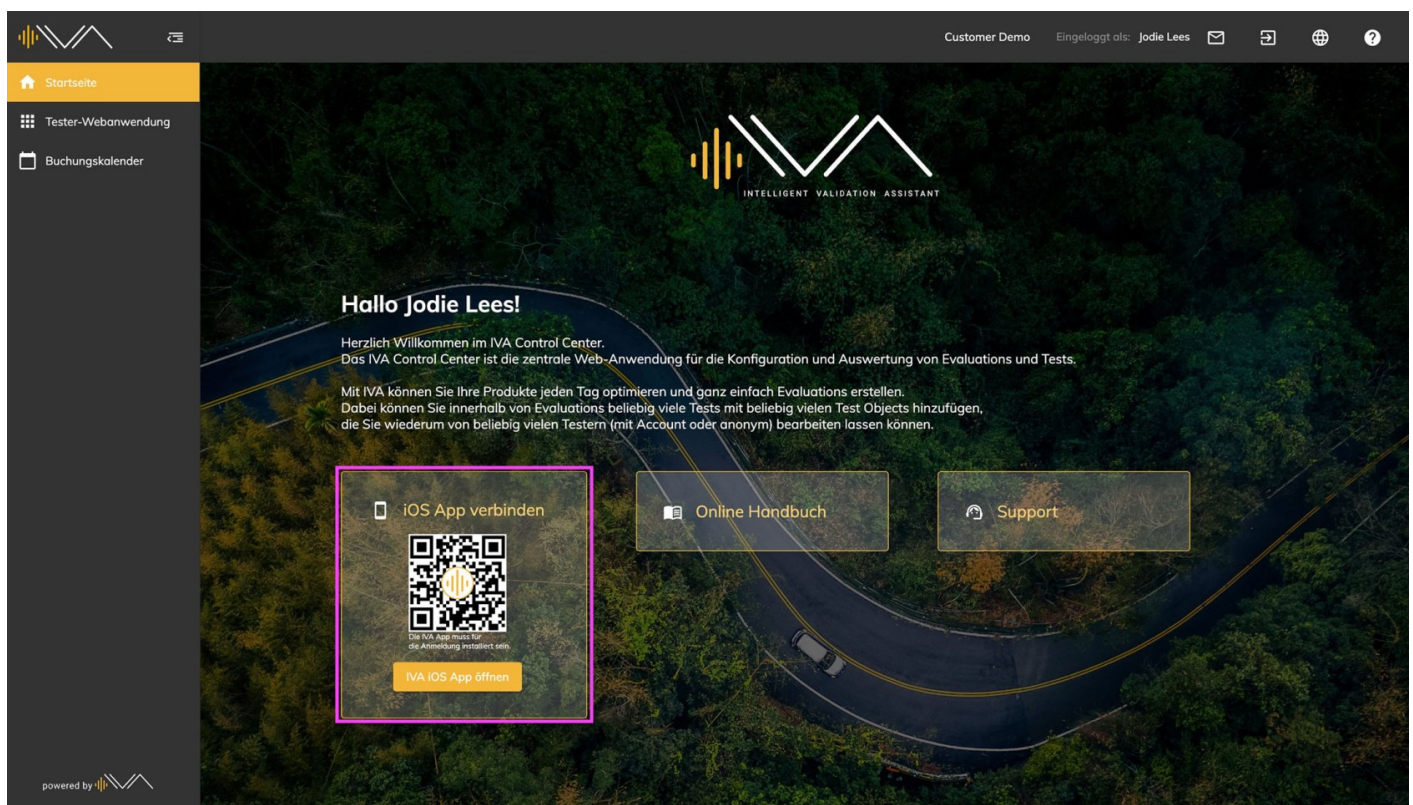 IVA
Customer Demo
Eingeloggt als: Jodie Lees
Startseite
Tester-Webanwendung
Buchungskalender
IVA
INTELLIGENT VALIDATION ASSISTANT
Hallo Jodie Lees!
Herzlich Willkommen im IVA Control Center.
Das IVA Control Center ist die zentrale Web-Anwendung für die Konfiguration und Auswertung von Evaluations und Tests.
Mit IVA können Sie Ihre Produkte jeden Tag optimieren und ganz einfach Evaluations erstellen.
Dabei können Sie innerhalb von Evaluations beliebig viele Tests mit beliebig vielen Test Objects hinzufügen,
die Sie wiederum von beliebig vielen Testern (mit Account oder anonym) bearbeiten lassen können.
iOS App verbinden
Die IVA App muss für
die Anmeldung installiert sein.
IVA iOS App öffnen
Online Handbuch
Support
powered by IVA